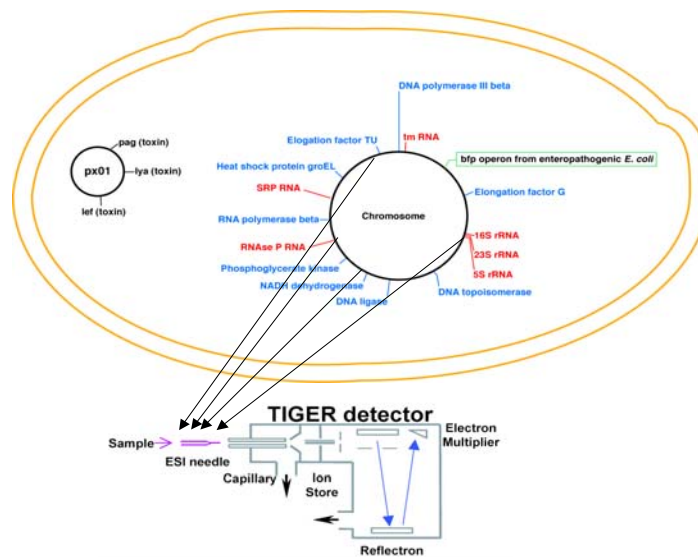 DNA polymerase III beta
tm RNA
Elogation factor TU
bfp operon from enteropathogenic E. coli
pag (toxin)
Heat shock protein groEL
px01
lya (toxin)
SRP RNA
Elongation factor G
lef (toxin)
RNA polymerase beta
Chromosome
16S rRNA
RNAse P RNA
23S rRNA
Phosphoglycerate kinase
5S rRNA
NADH dehydrogenase
DNA topoisomerase
DNA ligase
TIGER detector
Electron
Multiplier
Sample
ESI needle
Capillary
Ion
Store
Reflectron